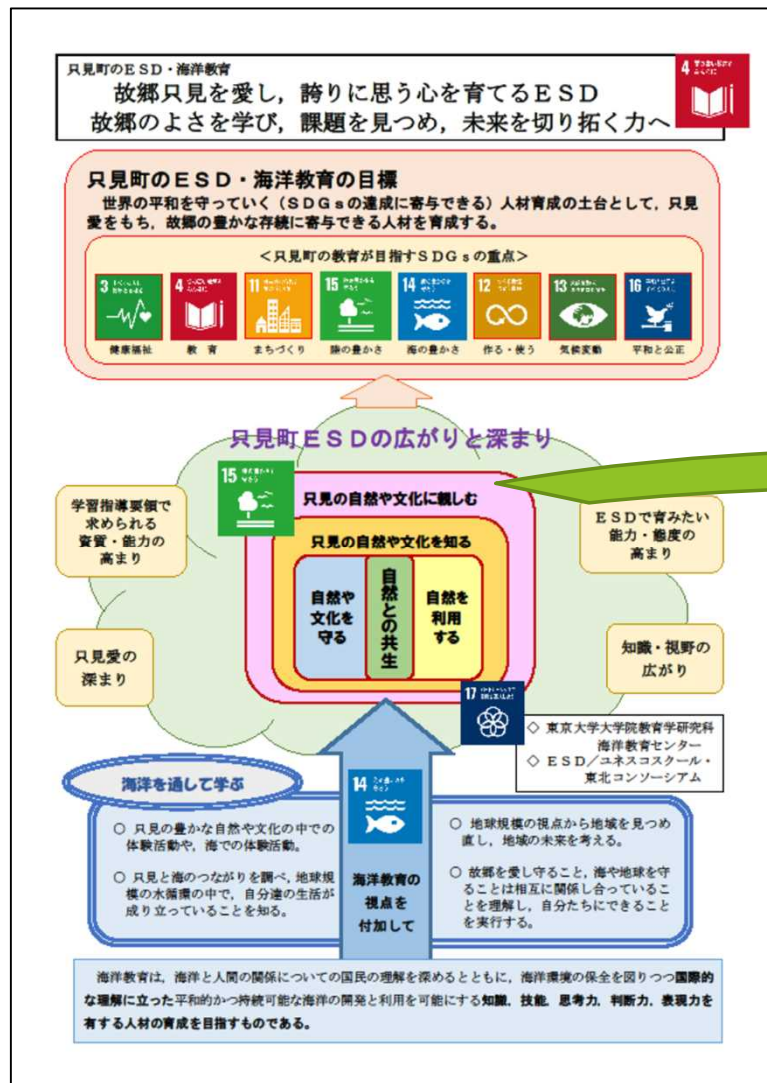 只見町のESD・海洋教育
故郷只見を愛し，誇りに思う心を育てるESD
故郷のよさを学び，課題を見つめ，未来を切り拓く力へ
4
只見町のESD・海洋教育の目標
世界の平和を守っていく（SDGsの達成に寄与できる）人材育成の土台として，只見
愛をもち，故郷の豊かな存続に寄与できる人材を育成する。
＜只見町の教育が目指すSDGsの重点＞
3
4
11
15
14
12
13
16
健康福祉
教 育
まちづくり
陸の豊かさ
海の豊かさ
作る・使う
気候変動
平和と公正
只見町ESDの広がりと深まり
15
只見の自然や文化に親しむ
只見の自然や文化を知る
自然や
文化を
守る
自然との共生
自然を
利用
する
学習指導要領で
求められる
資質・能力の
高まり
ESDで育みたい
能力・態度の
高まり
只見愛の
深まり
知識・視野の
広がり
17
◇ 東京大学大学院教育学研究科
海洋教育センター
◇ ESD／ユネスコスクール・
東北コンソーシアム
海洋を通して学ぶ
○ 只見の豊かな自然や文化の中での
体験活動や、海での体験活動。
○ 只見と海のつながりを調べ，地球規
模の水循環の中で，自分達の生活が
成り立っていることを知る。
14
海洋教育の
視点を
付加して
○ 地球規模の視点から地域を見つめ
直し，地域の未来を考える。
○ 故郷を愛し守ること，海や地球を守
ることは相互に関係し合っているこ
とを理解し，自分たちにできること
を実行する。
海洋教育は，海洋と人間の関係についての国民の理解を深めるとともに，海洋環境の保全を図りつつ国際的
な理解に立った平和的かつ持続可能な海洋の開発と利用を可能にする知識，技能，思考力，判断力，表現力を
有する人材の育成を目指すものである。